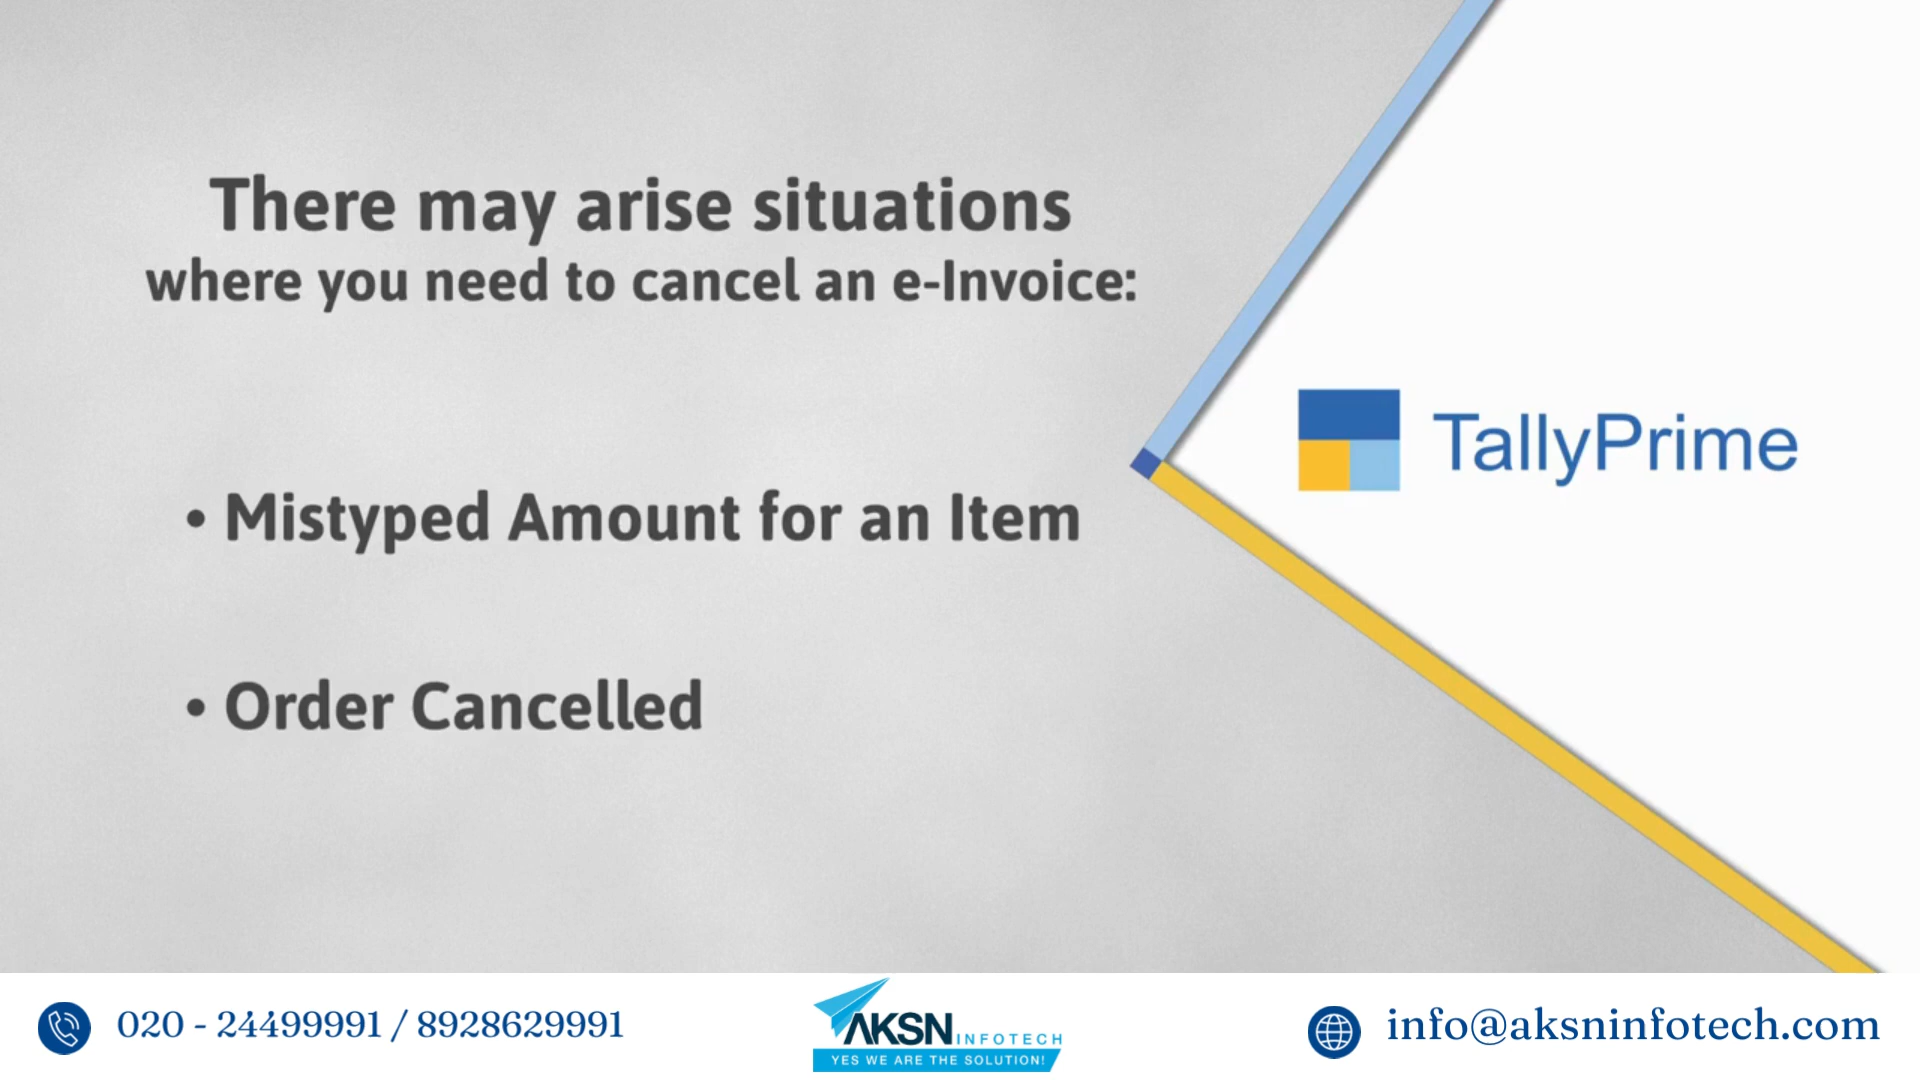 There may arise situations
where you need to cancel an e-Invoice:
• Mistyped Amount for an Item
• Order Cancelled
TallyPrime
020 - 24499991 / 8928629991
AKSN INFOTECH
YES WE ARE THE SOLUTION!
info@aksninfotech.com